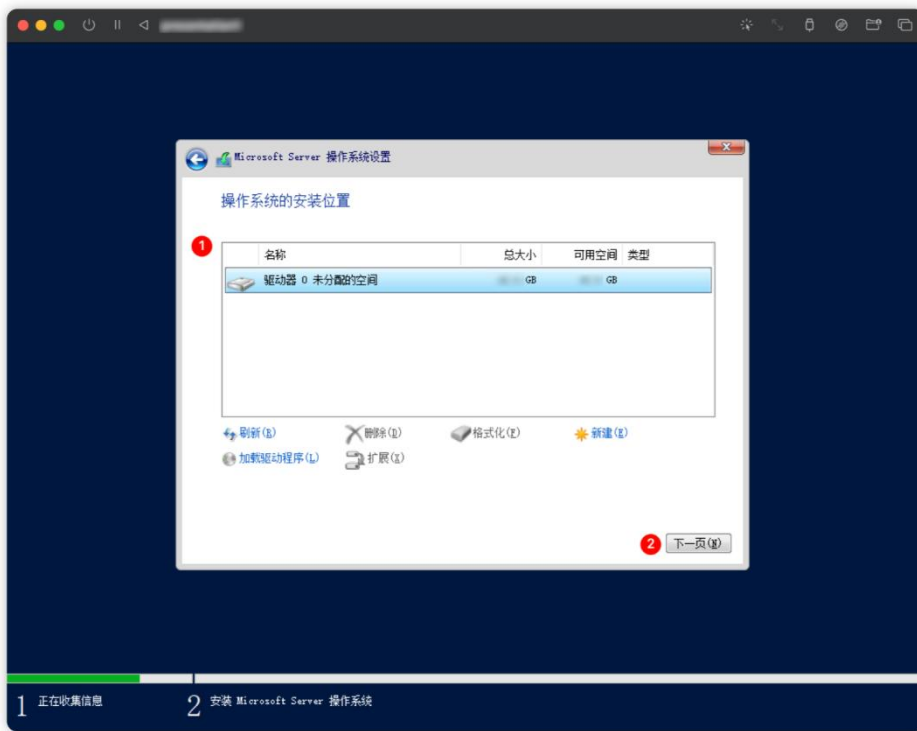 Microsoft Server 操作系统设置
操作系统的安装位置
1
名称 总大小 可用空间 类型
驱动器 0 未分配的空间 GB GB
刷新(R) 删除(D) 格式化(F) 新建(E)
加载驱动程序(L) 扩展(X)
2 下一页(N)
1 正在收集信息 2 安装 Microsoft Server 操作系统